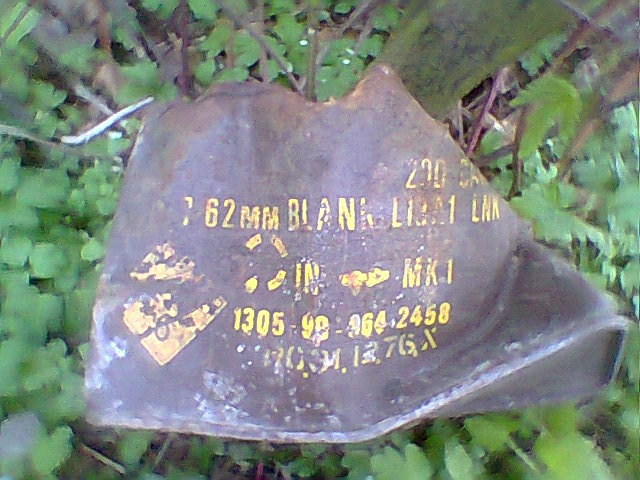 200
7.62MM BLANK L13A1 LNK
IN MK1
1305-99-964-2458